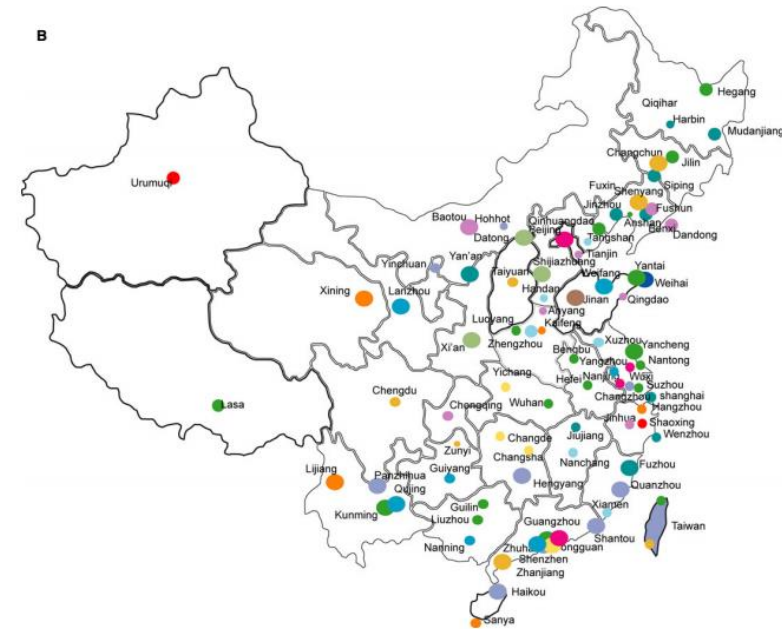 B
Hegang
Qiqihar
Harbin
Mudanjiang
Changchun
Jilin
Urumuqi
Fuxin
Siping
Shenyang
Jinzhou
Fushun
Baotou
Hohhot
Qinhuangdao
Anshan
Benxi
Beijing
Dandong
Datong
Tangshan
Yan'an
Tianjin
Yinchuan
Taiyuan
Shijiazhuang
Weifang
Yantai
Weihai
Xining
Lanzhou
Handan
Jinan
Qingdao
Anyang
Luoyang
Kaifeng
Xi'an
Zhengzhou
Xuzhou
Yancheng
Bengbu
Yangzhou
Nantong
Yichang
Hefei
Nanjing
Wuxi
Suzhou
Chengdu
Changzhou
shanghai
Lasa
Wuhan
Hangzhou
Chongqing
Jinhua
Shaoxing
Changde
Jiujiang
Wenzhou
Zunyi
Changsha
Nanchang
Lijiang
Panzhihua
Guiyang
Fuzhou
Qujing
Hengyang
Quanzhou
Guilin
Xiamen
Kunming
Liuzhou
Guangzhou
Taiwan
Shantou
Nanning
Zhuha
ongguan
Shenzhen
Zhanjiang
Haikou
Sanya